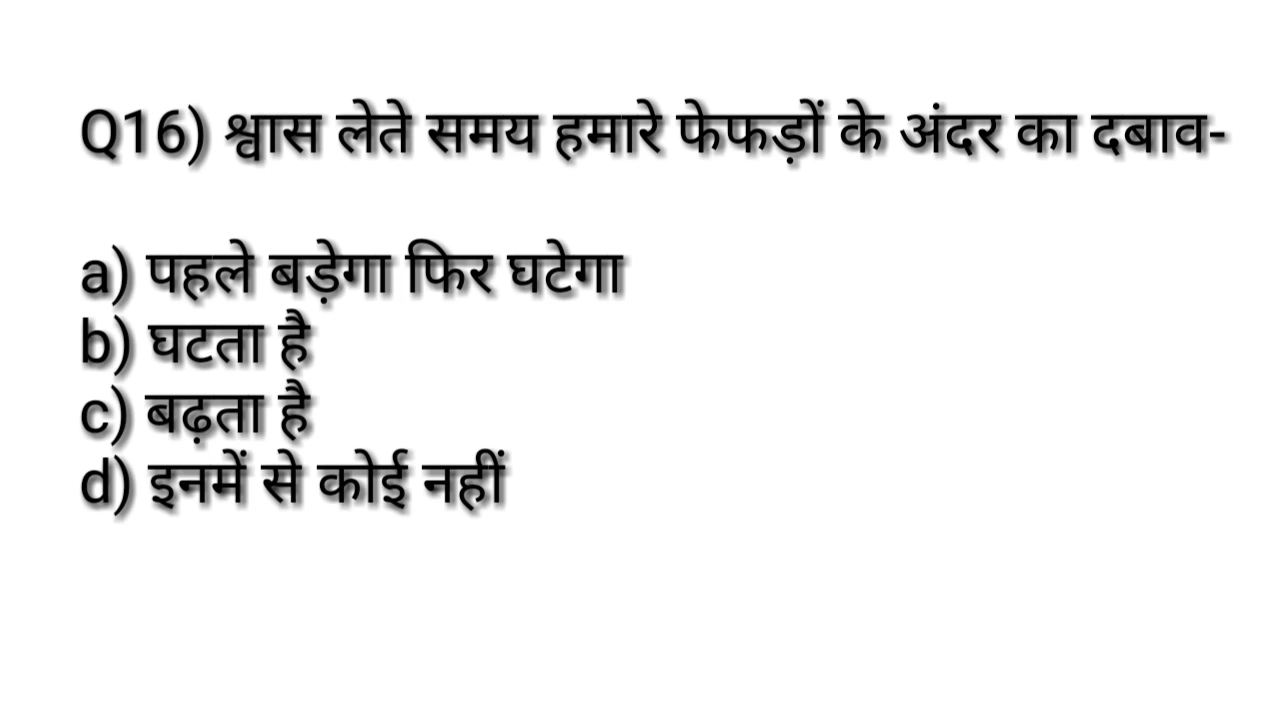 Q16) श्वास लेते समय हमारे फेफड़ों के अंदर का दबाव-
a) पहले बड़ेगा फिर घटेगा
b) घटता है
c) बढ़ता है
d) इनमें से कोई नहीं